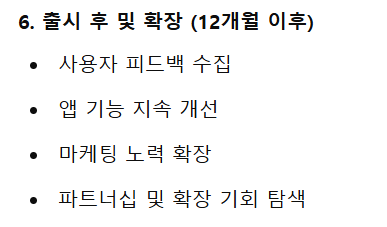 6. 출시 후 및 확장 (12개월 이후)
• 사용자 피드백 수집
• 앱 기능 지속 개선
• 마케팅 노력 확장
• 파트너십 및 확장 기회 탐색